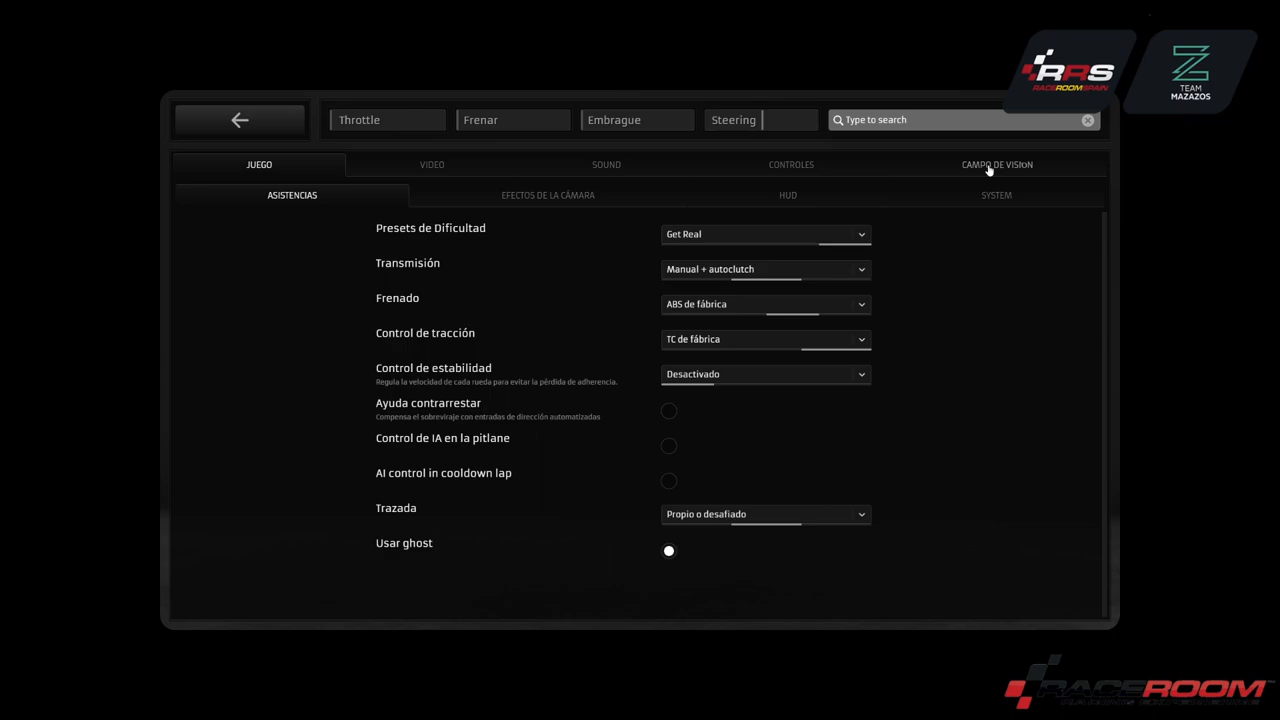 RRS
RACEROOMSPAIN
Z
TEAM
MAZAZOS
Throttle Frenar Embrague Steering Type to search
JUEGO VIDEO SOUND CONTROLES CAMPO DE VISION
ASISTENCIAS EFECTOS DE LA CÁMARA HUD SYSTEM
Presets de Dificultad Get Real
Transmisión Manual + autoclutch
Frenado ABS de fábrica
Control de tracción TC de fábrica
Control de estabilidad Desactivado
Regula la velocidad de cada rueda para evitar la pérdida de adherencia.
Ayuda contrarrestar
Compensa el sobreviraje con entradas de dirección automatizadas
Control de IA en la pitlane
AI control in cooldown lap
Trazada Propio o desafiado
Usar ghost
RACEROOM
RACING EXPERIENCE